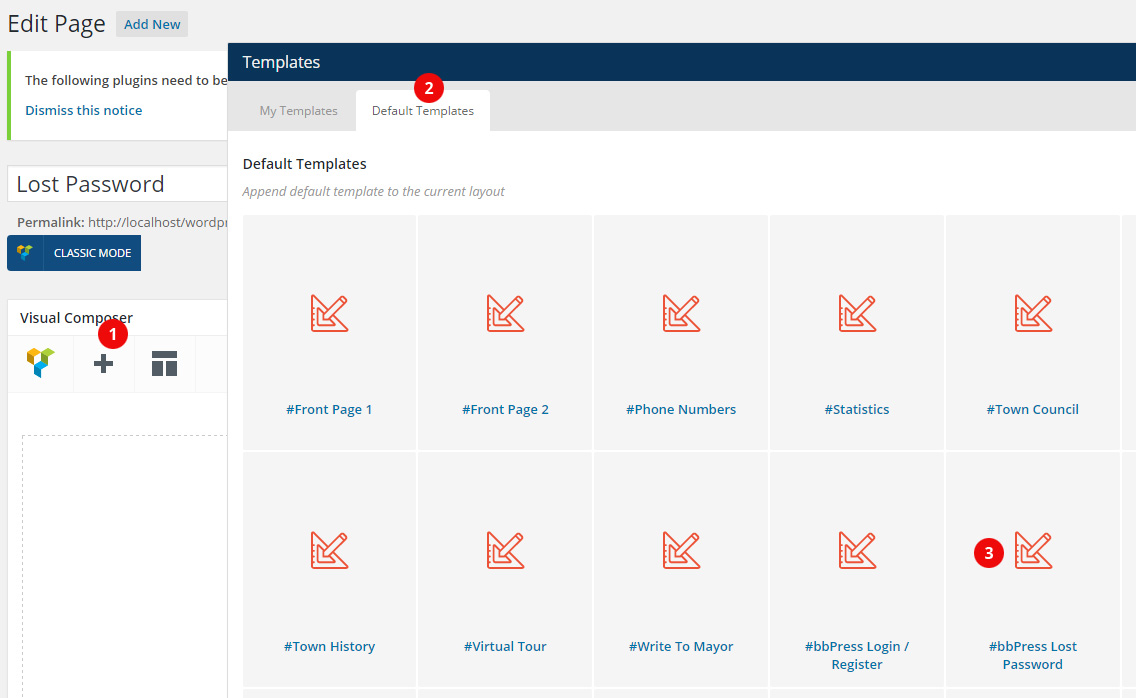 Edit Page Add New
Templates
The following plugins need to be
Dismiss this notice
2
My Templates Default Templates
Default Templates
Append default template to the current layout
Lost Password
Permalink: http://localhost/wordpr
CLASSIC MODE
Visual Composer
1
#Front Page 1 #Front Page 2 #Phone Numbers #Statistics #Town Council
3
#Town History #Virtual Tour #Write To Mayor #bbPress Login / #bbPress Lost
Register Password